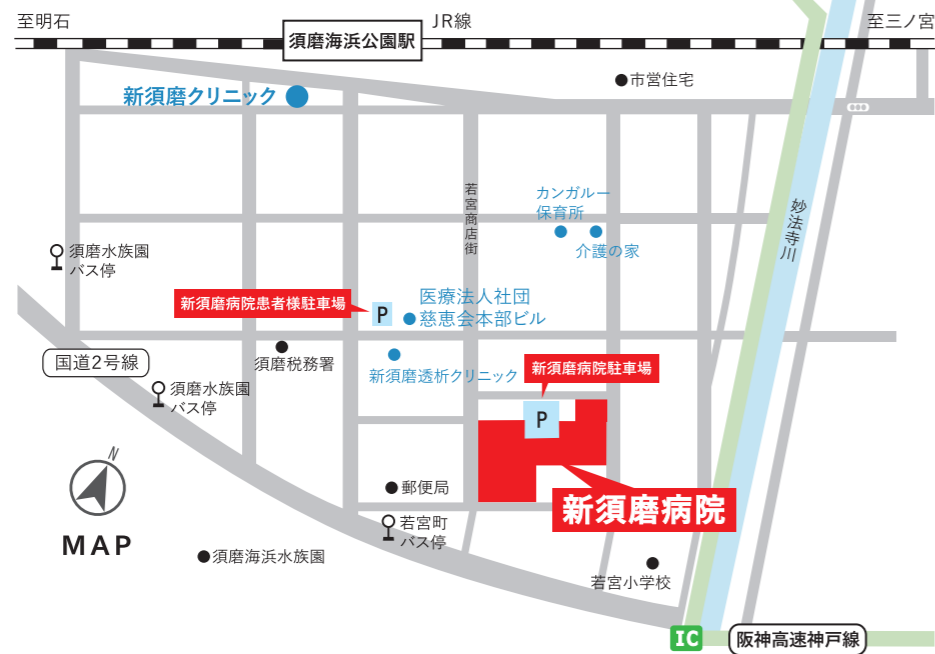 至明石
JR線
至三ノ宮
須磨海浜公園駅
市営住宅
新須磨クリニック
若宮商店街
カンガルー
保育所
介護の家
妙法寺川
須磨水族園
バス停
新須磨病院患者様駐車場
P
医療法人社団
慈恵会本部ビル
国道2号線
須磨税務署
新須磨透析クリニック
新須磨病院駐車場
須磨水族園
バス停
P
N
MAP
郵便局
新須磨病院
若宮町
バス停
須磨海浜水族園
若宮小学校
IC
阪神高速神戸線